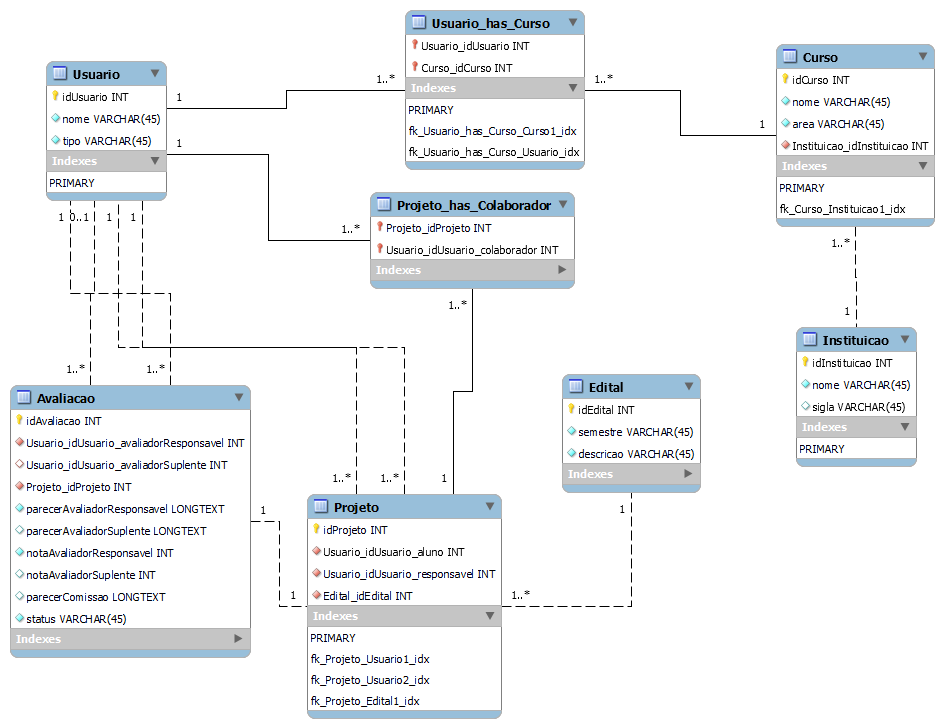 Usuario_has_Curso
Usuario_idUsuario INT
Curso_idCurso INT
Indexes
PRIMARY
fk_Usuario_has_Curso_Curso1_idx
fk_Usuario_has_Curso_Usuario_idx
Usuario
idUsuario INT
nome VARCHAR(45)
tipo VARCHAR(45)
Indexes
PRIMARY
Curso
idCurso INT
nome VARCHAR(45)
area VARCHAR(45)
Instituicao_idInstituicao INT
Indexes
PRIMARY
fk_Curso_Instituicao1_idx
1
1..*
1..*
1
1
1..*
Projeto_has_Colaborador
Projeto_idProjeto INT
Usuario_idUsuario_colaborador INT
Indexes
1
0..1
1
1
1..*
1..*
1..*
1
Instituicao
idInstituicao INT
nome VARCHAR(45)
sigla VARCHAR(45)
Indexes
PRIMARY
Avaliacao
idAvaliacao INT
Usuario_idUsuario_avaliadorResponsavel INT
Usuario_idUsuario_avaliadorSuplente INT
Projeto_idProjeto INT
parecerAvaliadorResponsavel LONGTEXT
parecerAvaliadorSuplente LONGTEXT
notaAvaliadorResponsavel INT
notaAvaliadorSuplente INT
parecerComissao LONGTEXT
status VARCHAR(45)
Indexes
Edital
idEdital INT
semestre VARCHAR(45)
descricao VARCHAR(45)
Indexes
1..*
1..*
1..*
1
1
1
1
1..*
Projeto
idProjeto INT
Usuario_idUsuario_aluno INT
Usuario_idUsuario_responsavel INT
Edital_idEdital INT
Indexes
PRIMARY
fk_Projeto_Usuario1_idx
fk_Projeto_Usuario2_idx
fk_Projeto_Edital1_idx